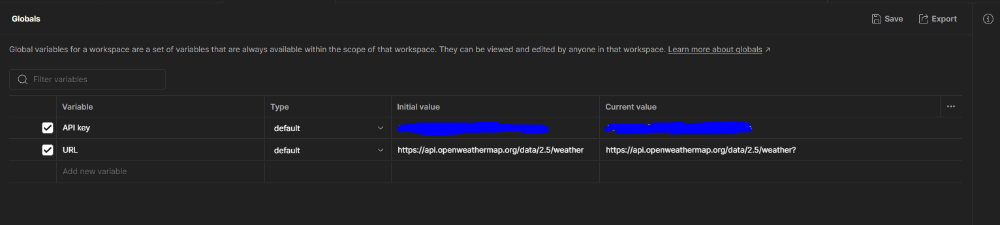 Globals
Save
Export
Global variables for a workspace are a set of variables that are always available within the scope of that workspace. They can be viewed and edited by anyone in that workspace. Learn more about globals ↗
Filter variables
Variable Type Initial value Current value
API key default
URL default https://api.openweathermap.org/data/2.5/weather https://api.openweathermap.org/data/2.5/weather?
Add new variable